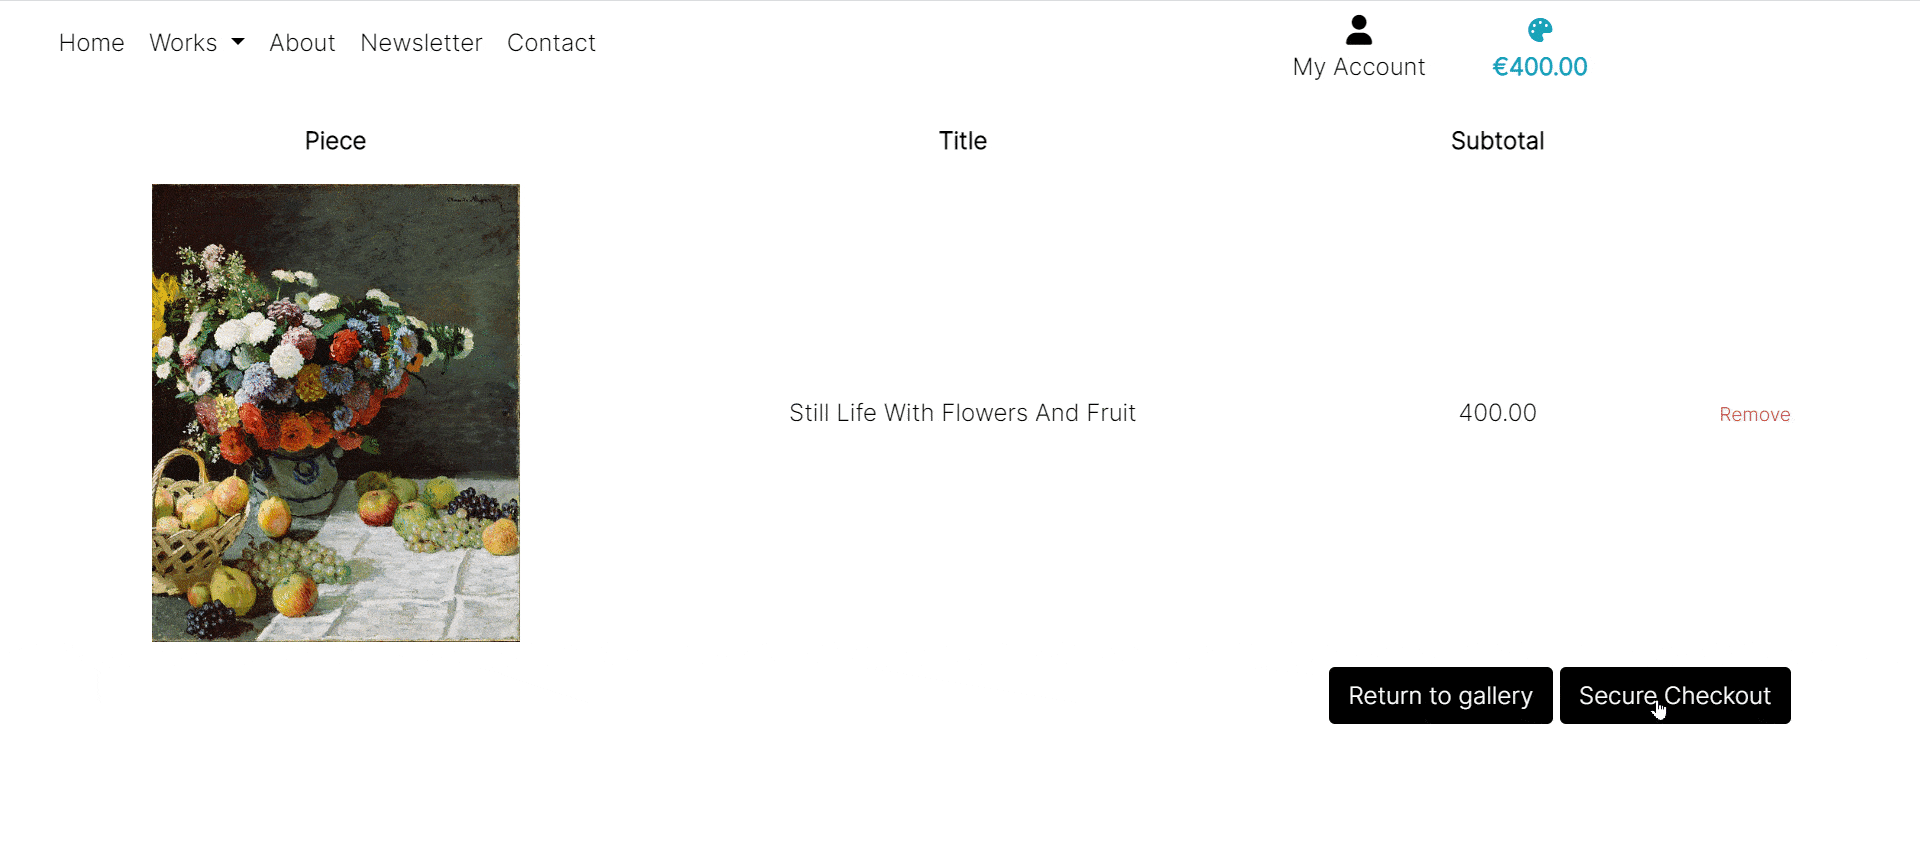 Home Works About Newsletter Contact
My Account
€400.00
Piece Title Subtotal
Still Life With Flowers And Fruit 400.00 Remove
Return to gallery Secure Checkout